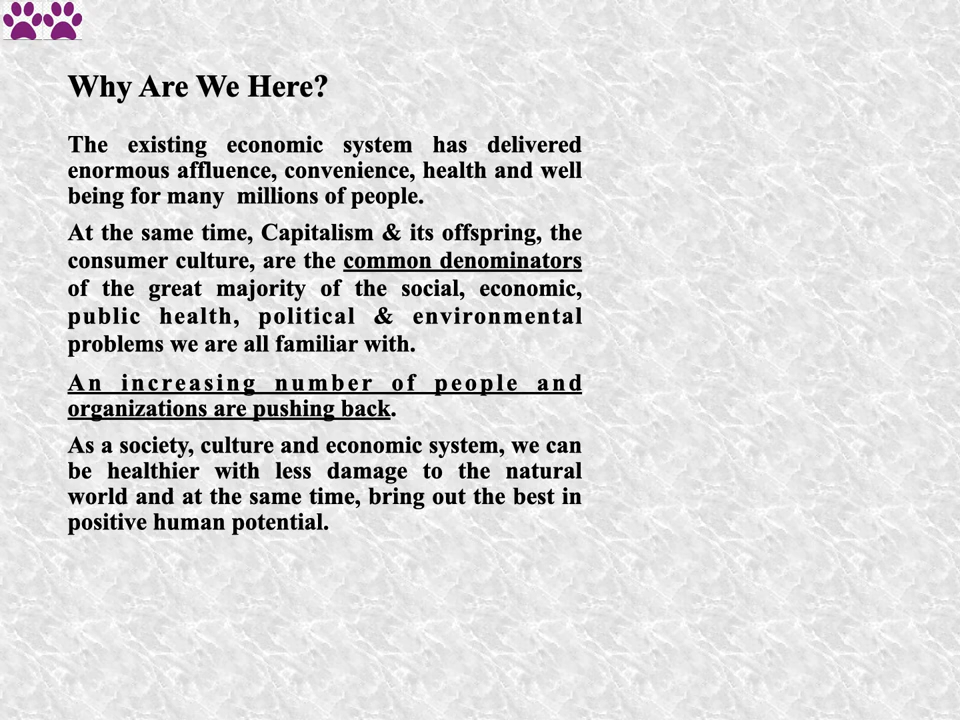 Why Are We Here?
The existing economic system has delivered
enormous affluence, convenience, health and well
being for many  millions of people.
At the same time, Capitalism & its offspring, the
consumer culture, are the common denominators
of the great majority of the social, economic,
public health, political & environmental
problems we are all familiar with.
An increasing number of people and
organizations are pushing back.
As a society, culture and economic system, we can
be healthier with less damage to the natural
world and at the same time, bring out the best in
positive human potential.